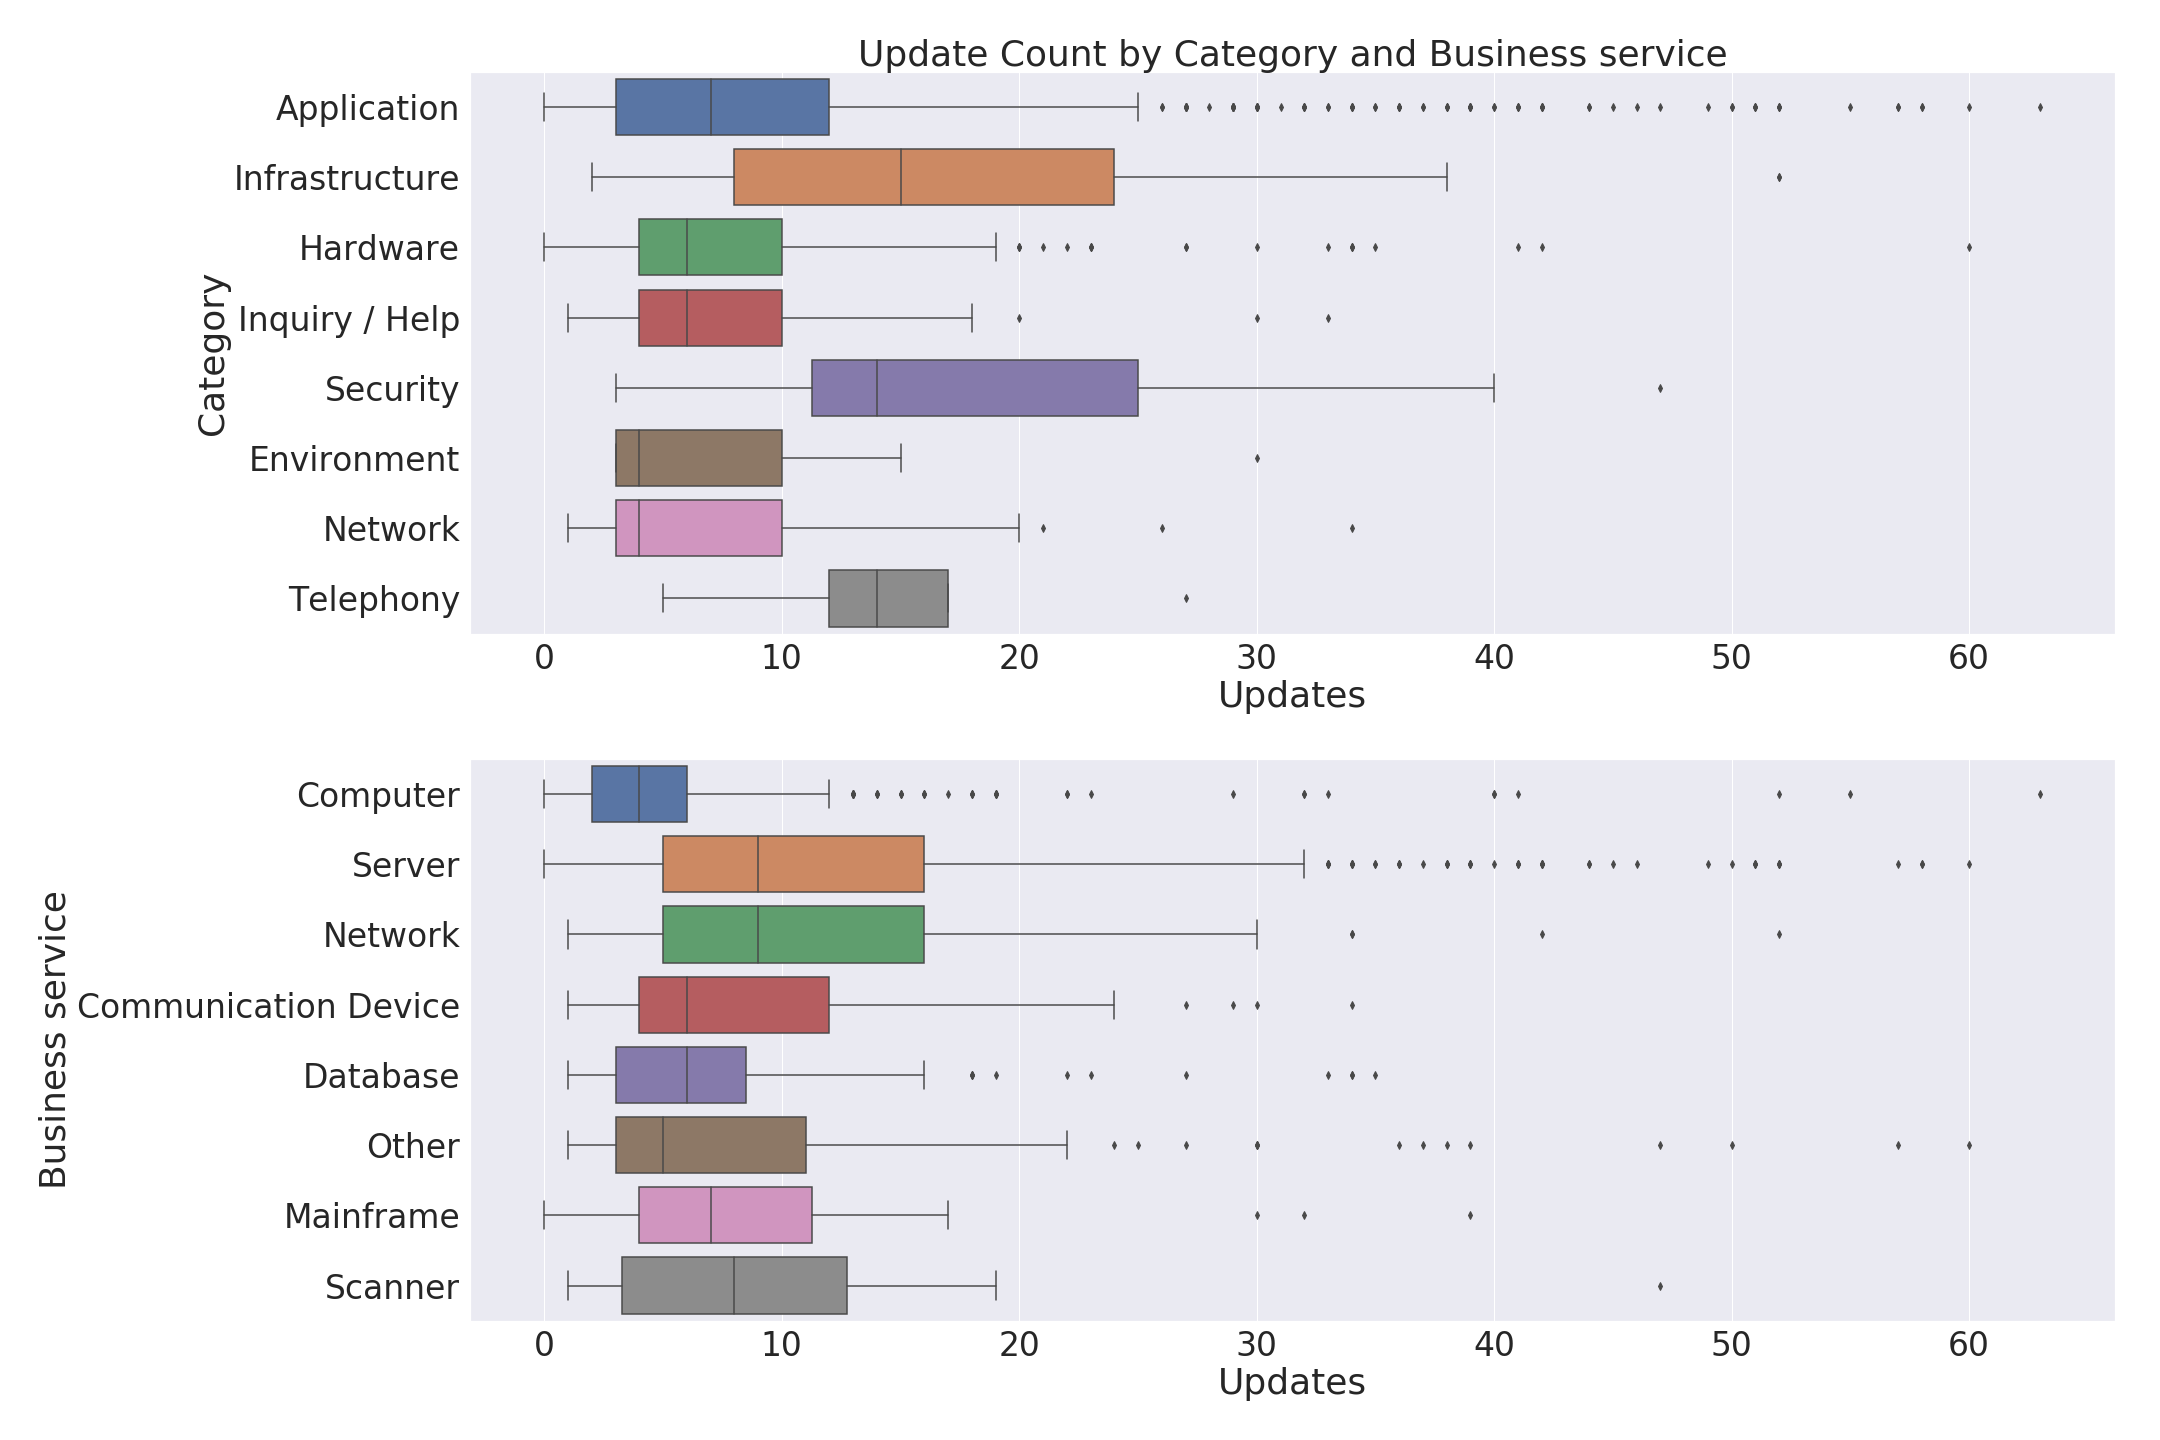 Update Count by Category and Business service
Category
Application
Infrastructure
Hardware
Inquiry / Help
Security
Environment
Network
Telephony
0 10 20 30 40 50 60
Updates
Business service
Computer
Server
Network
Communication Device
Database
Other
Mainframe
Scanner
0 10 20 30 40 50 60
Updates